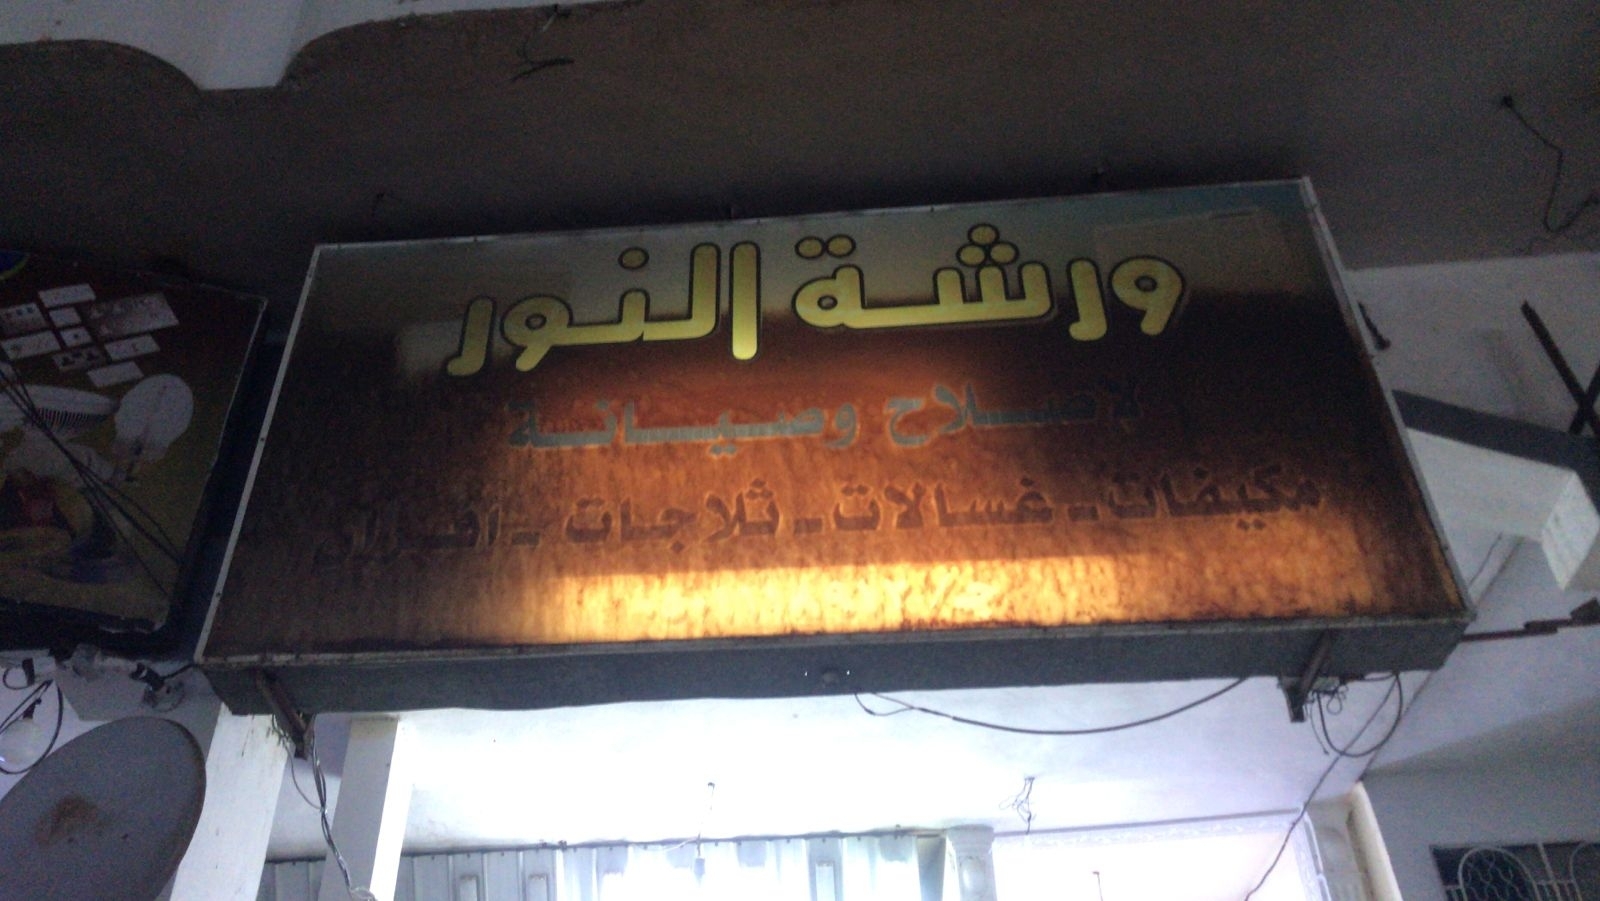 ورشة النور
لإصلاح وصيانة
مكيفات - غسالات - ثلاجات - أفران